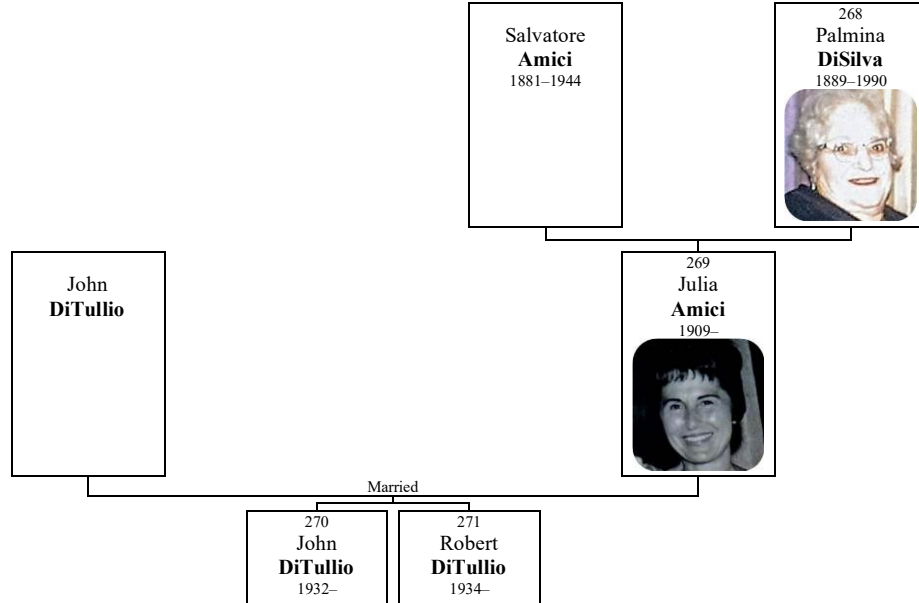 Salvatore
Amici
1881–1944
268
Palmina
DiSilva
1889–1990
John
DiTullio
269
Julia
Amici
1909–
Married
270
John
DiTullio
1932–
271
Robert
DiTullio
1934–